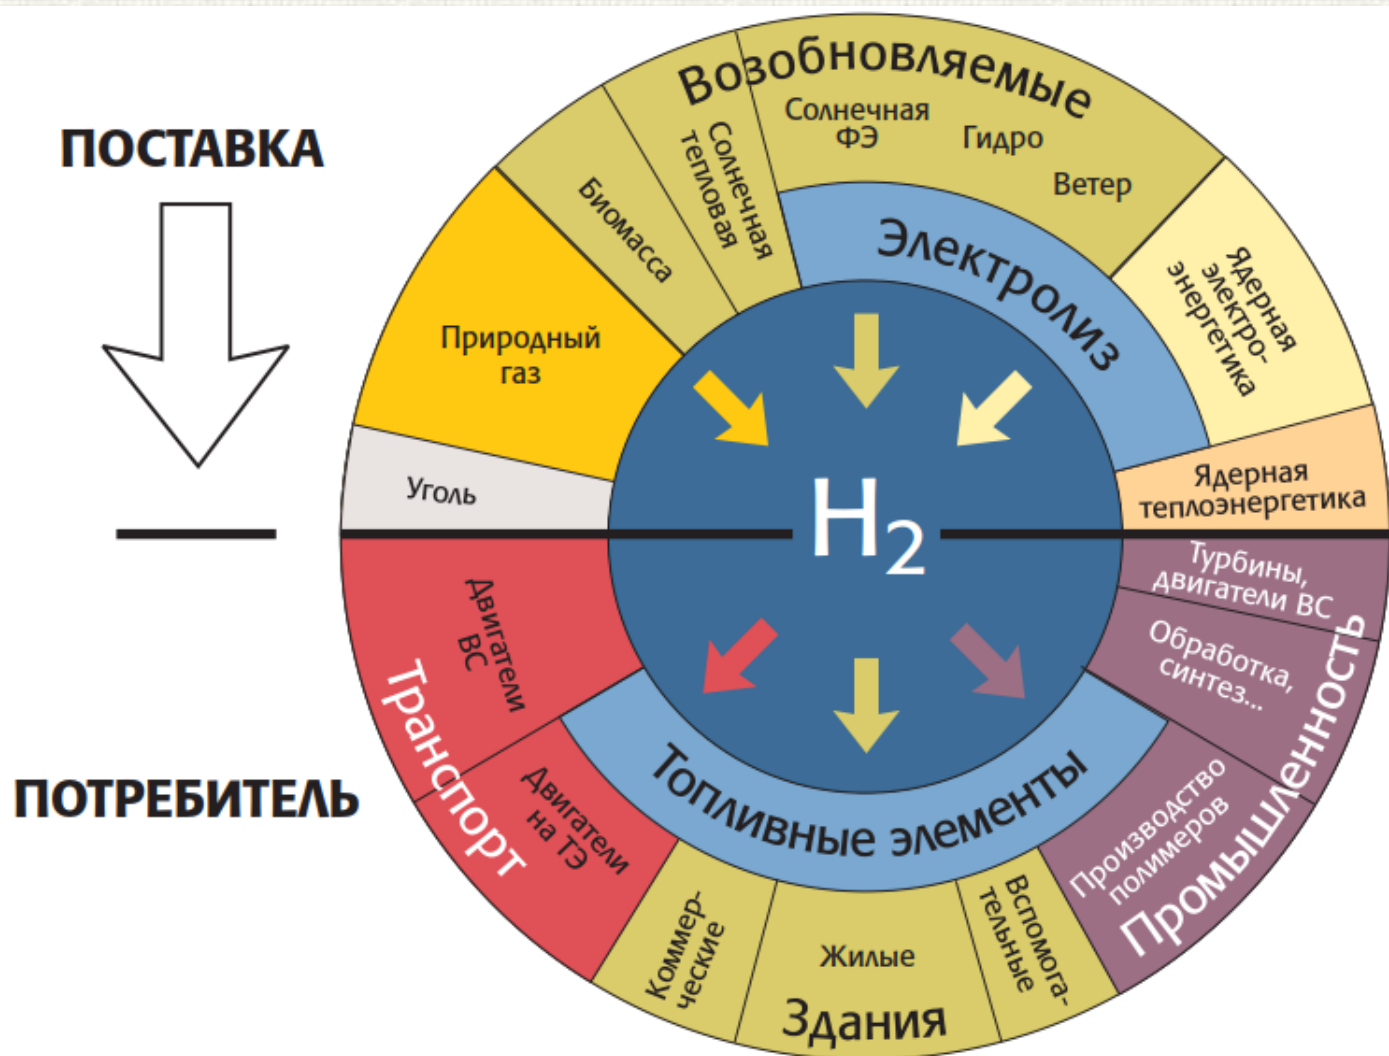 ПОСТАВКА
Возобновляемые
Солнечная
ФЭ
Гидро
Ветер
Солнечная
тепловая
Биомасса
Природный
газ
Уголь
Электролиз
Ядерная
электро-
энергетика
Ядерная
теплоэнергетика
H2
ПОТРЕБИТЕЛЬ
Транспорт
Двигатели
ВС
Двигатели
на ТЭ
Топливные элементы
Коммер-
ческие
Жилые
Вспомога-
тельные
Здания
Промышленность
Турбины,
двигатели ВС
Обработка,
синтез...
Производство
полимеров